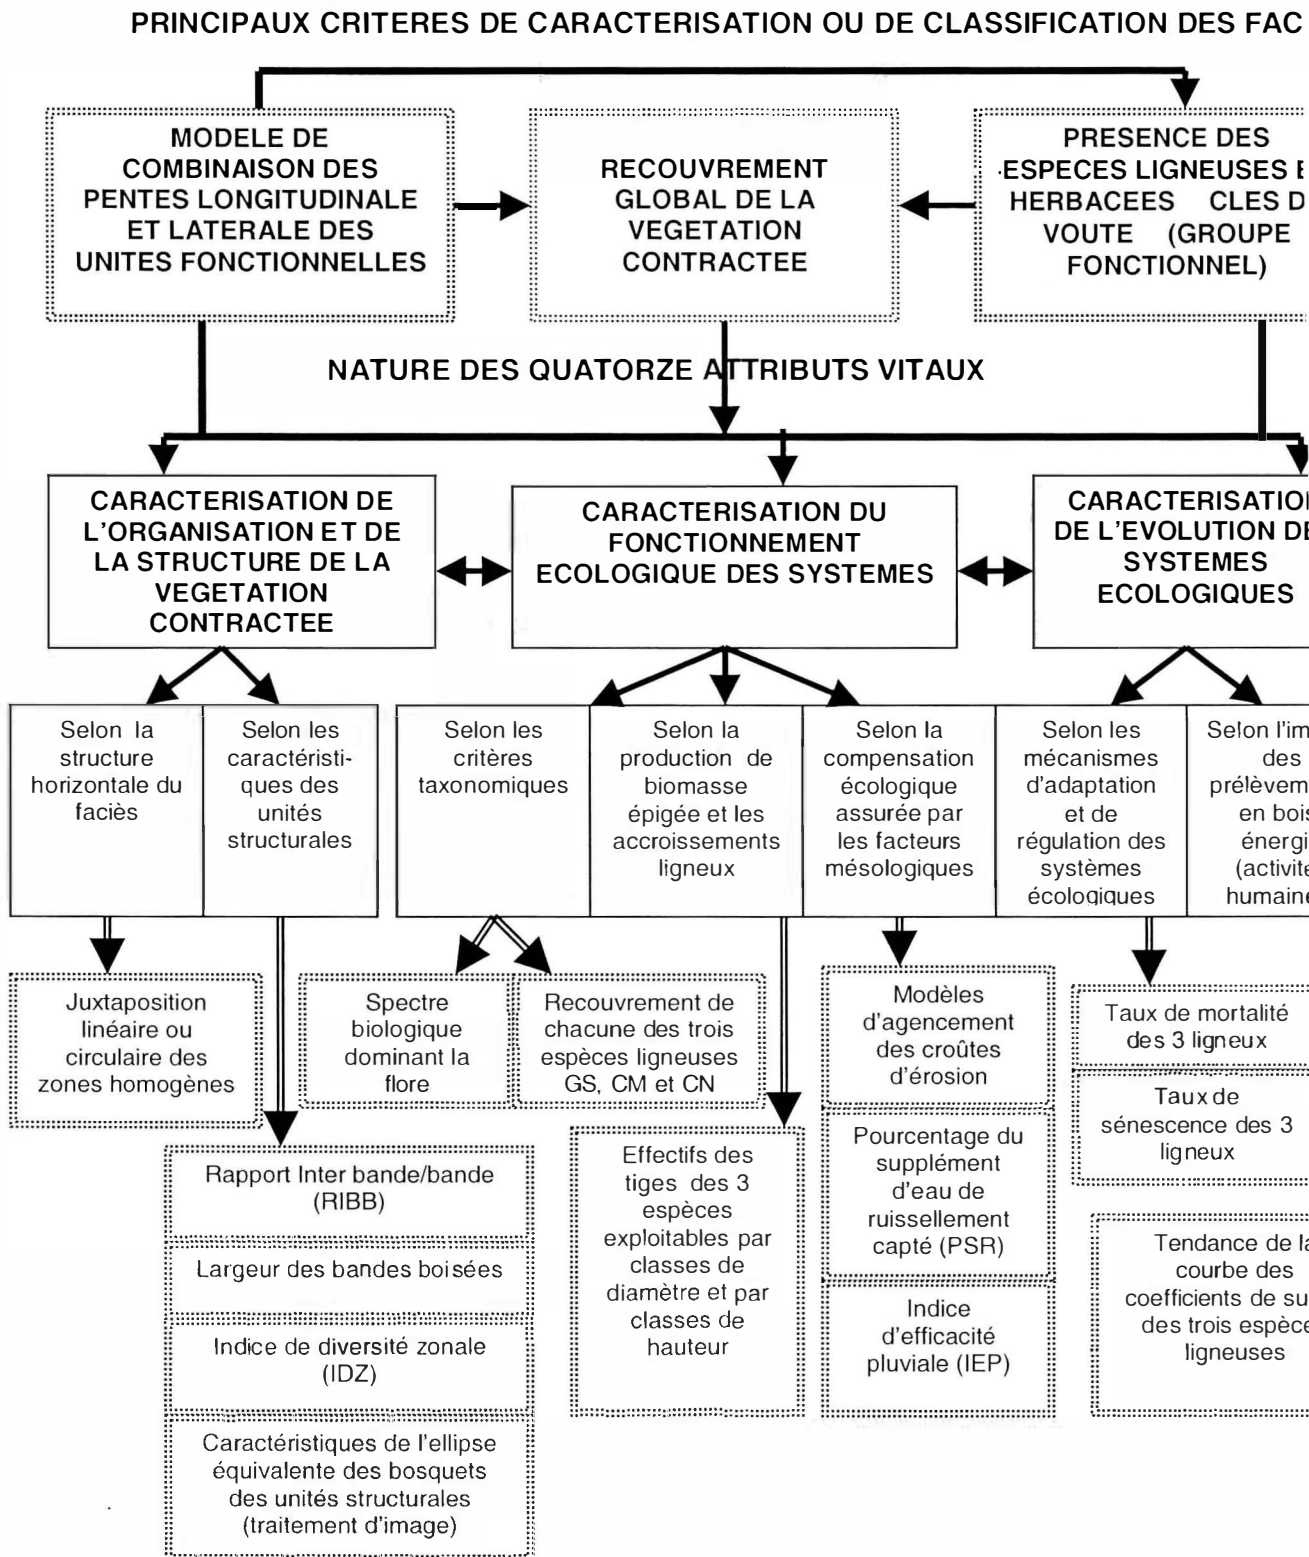 PRINCIPAUX CRITERES DE CARACTERISATION OU DE CLASSIFICATION DES FAC
MODELE DE
COMBINAISON DES
PENTES LONGITUDINALE
ET LATERALE DES
UNITES FONCTIONNELLES
RECOUVREMENT
GLOBAL DE LA
VEGETATION
CONTRACTEE
PRESENCE DES
ESPECES LIGNEUSES E
HERBACEES CLES D
VOUTE (GROUPE
FONCTIONNEL)
NATURE DES QUATORZE ATTRIBUTS VITAUX
CARACTERISATION DE
L'ORGANISATION ET DE
LA STRUCTURE DE LA
VEGETATION
CONTRACTEE
CARACTERISATION DU
FONCTIONNEMENT
ECOLOGIQUE DES SYSTEMES
CARACTERISATION
DE L'EVOLUTION DE
SYSTEMES
ECOLOGIQUES
Selon la
structure
horizontale du
faciès
Selon les
caractéristi-
ques des
unités
structurales
Selon les
critères
taxonomiques
Selon la
production de
biomasse
épigée et les
accroissements
ligneux
Selon la
compensation
écologique
assurée par
les facteurs
mésologiques
Selon les
mécanismes
d'adaptation
et de
régulation des
systèmes
écologiques
Selon l'im
des
prélèvem
en bois
énergi
(activité
humaine
Juxtaposition
linéaire ou
circulaire des
zones homogènes
Spectre
biologique
dominant la
flore
Recouvrement de
chacune des trois
espèces ligneuses
GS, CM et CN
Modèles
d'agencement
des croûtes
d'érosion
Taux de mortalité
des 3 ligneux
Taux de
sénescence des 3
ligneux
Rapport Inter bande/bande
(RIBB)
Largeur des bandes boisées
Indice de diversité zonale
(IDZ)
Caractéristiques de l'ellipse
équivalente des bosquets
des unités structurales
(traitement d'image)
Effectifs des
tiges des 3
espèces
exploitables par
classes de
diamètre et par
classes de
hauteur
Pourcentage du
supplément
d'eau de
ruissellement
capté (PSR)
Indice
d'efficacité
pluviale (IEP)
Tendance de la
courbe des
coefficients de su
des trois espèce
ligneuses